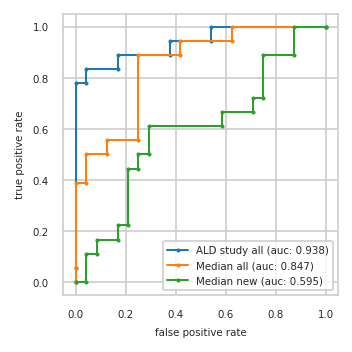 1.0
0.8
0.6
0.4
0.2
0.0
true positive rate
ALD study all (auc: 0.938)
Median all (auc: 0.847)
Median new (auc: 0.595)
0.0 0.2 0.4 0.6 0.8 1.0
false positive rate